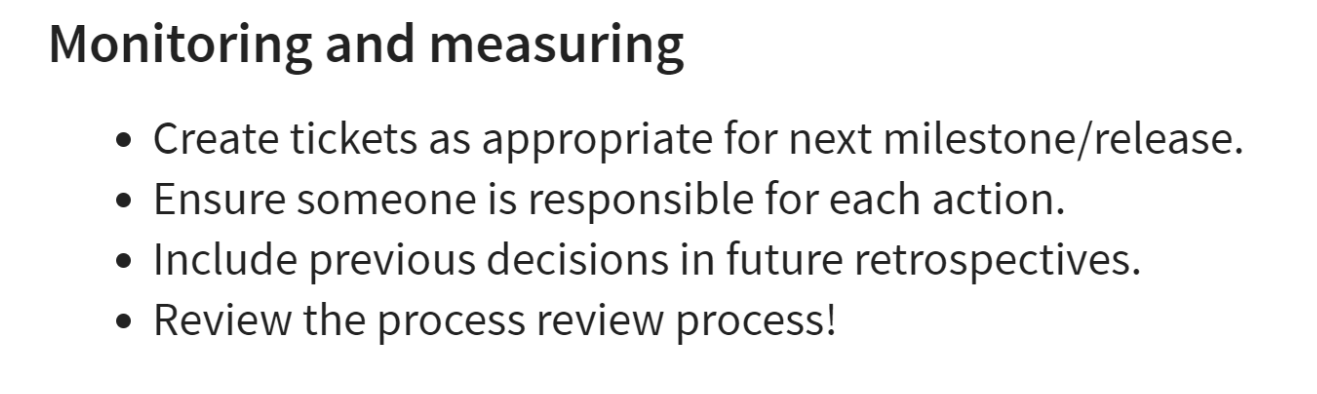 Monitoring and measuring
• Create tickets as appropriate for next milestone/release.
• Ensure someone is responsible for each action.
• Include previous decisions in future retrospectives.
• Review the process review process!